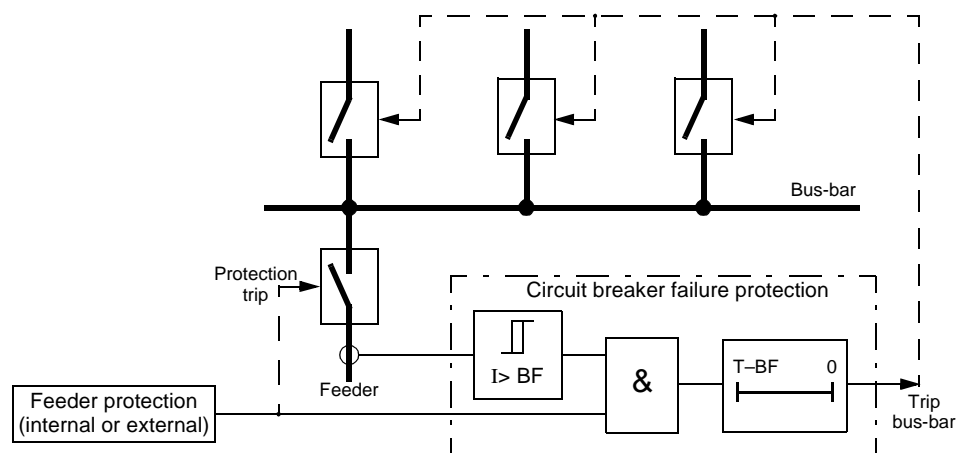 Bus-bar
Protection
trip
Circuit breaker failure protection
I> BF
&
T–BF 0
Feeder
Feeder protection
(internal or external)
Trip
bus-bar